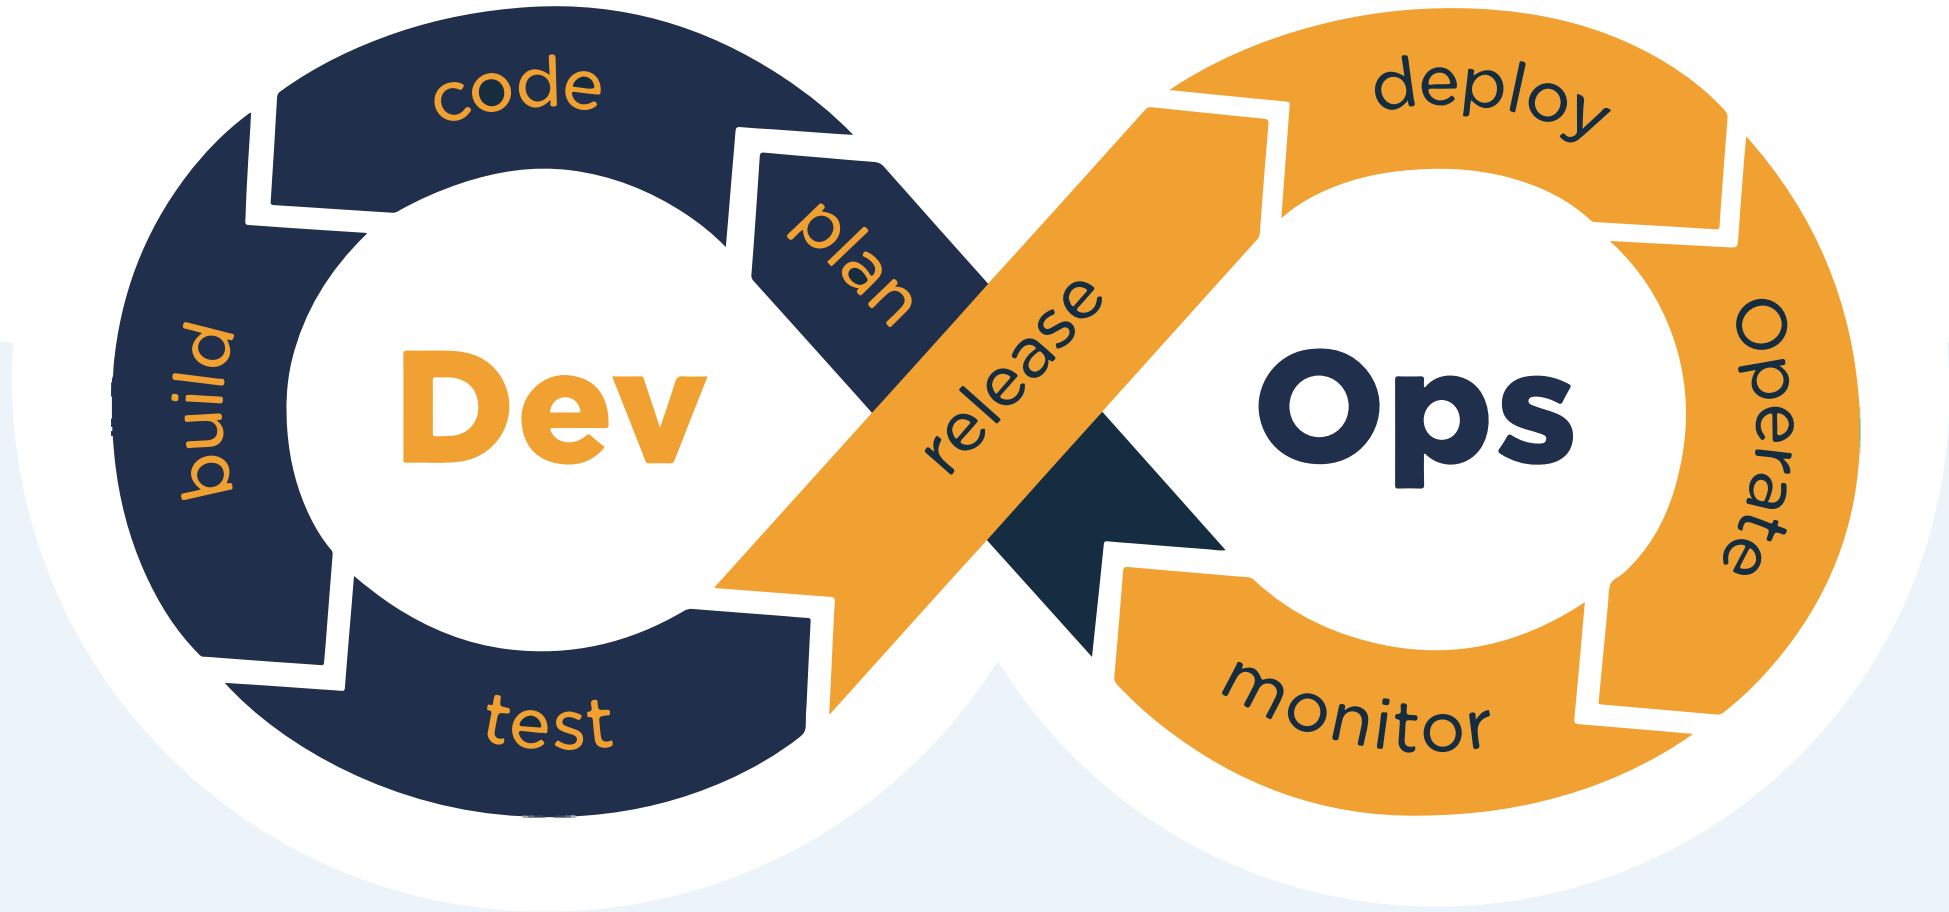 code
plan
build
Dev
test
release
deploy
Ops
Operate
monitor